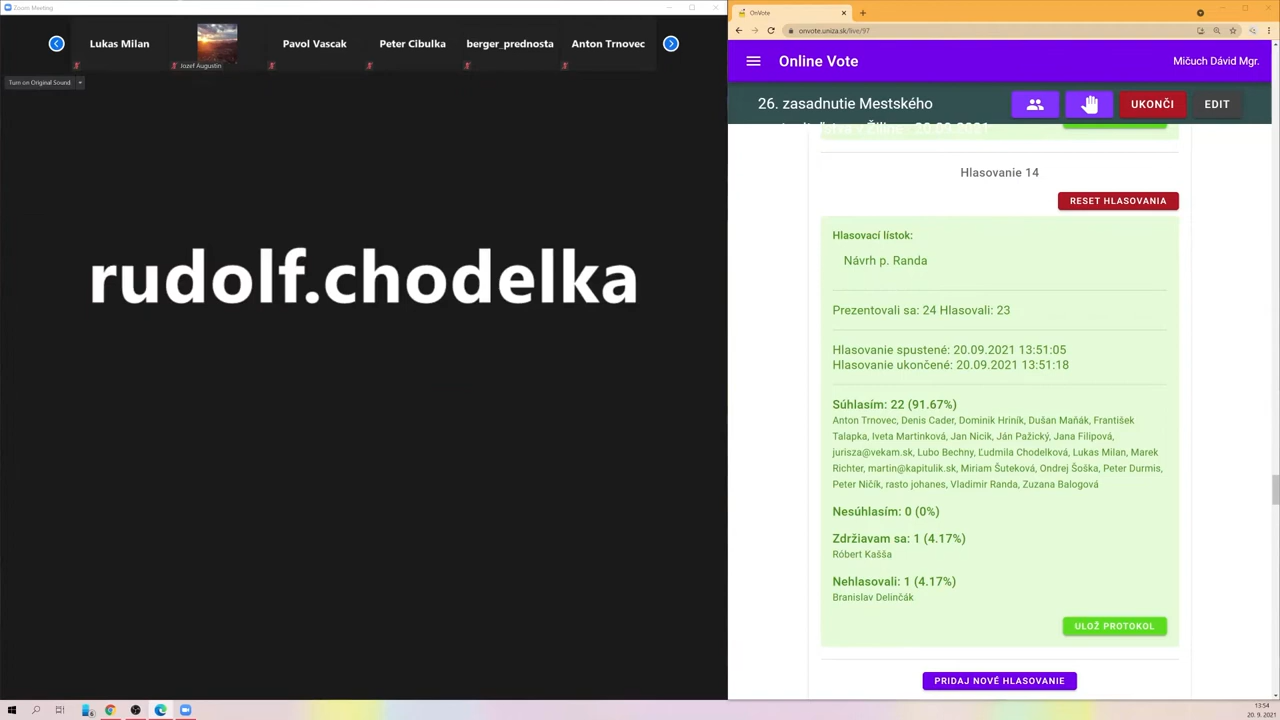 Zoom Meeting
Lukas Milan
Jozef Augustin
Pavol Vascak
Peter Cibulka
berger_prednosta
Anton Trnovec
Turn on Original Sound
rudolf.chodelka
OnVote
onvote.uniza.sk/live/97
Online Vote
Mičuch Dávid Mgr.
26. zasadnutie Mestského
v Žiline, 20.09.2021
UKONČI
EDIT
Hlasovanie 14
RESET HLASOVANIA
Hlasovací lístok:
Návrh p. Randa
Prezentovali sa: 24 Hlasovali: 23
Hlasovanie spustené: 20.09.2021 13:51:05
Hlasovanie ukončené: 20.09.2021 13:51:18
Súhlasím: 22 (91.67%)
Anton Trnovec, Denis Cader, Dominik Hriník, Dušan Maňák, František
Talapka, Iveta Martinková, Jan Nicik, Ján Pažický, Jana Filipová,
jurisza@vekam.sk, Lubo Bechny, Ľudmila Chodelková, Lukas Milan, Marek
Richter, martin@kapitulik.sk, Miriam Šuteková, Ondrej Šoška, Peter Durmis,
Peter Ničík, rasto johanes, Vladimir Randa, Zuzana Balogová
Nesúhlasím: 0 (0%)
Zdržiavam sa: 1 (4.17%)
Róbert Kašša
Nehlasovali: 1 (4.17%)
Branislav Delinčák
ULOŽ PROTOKOL
PRIDAJ NOVÉ HLASOVANIE
13:54
20. 9. 2021